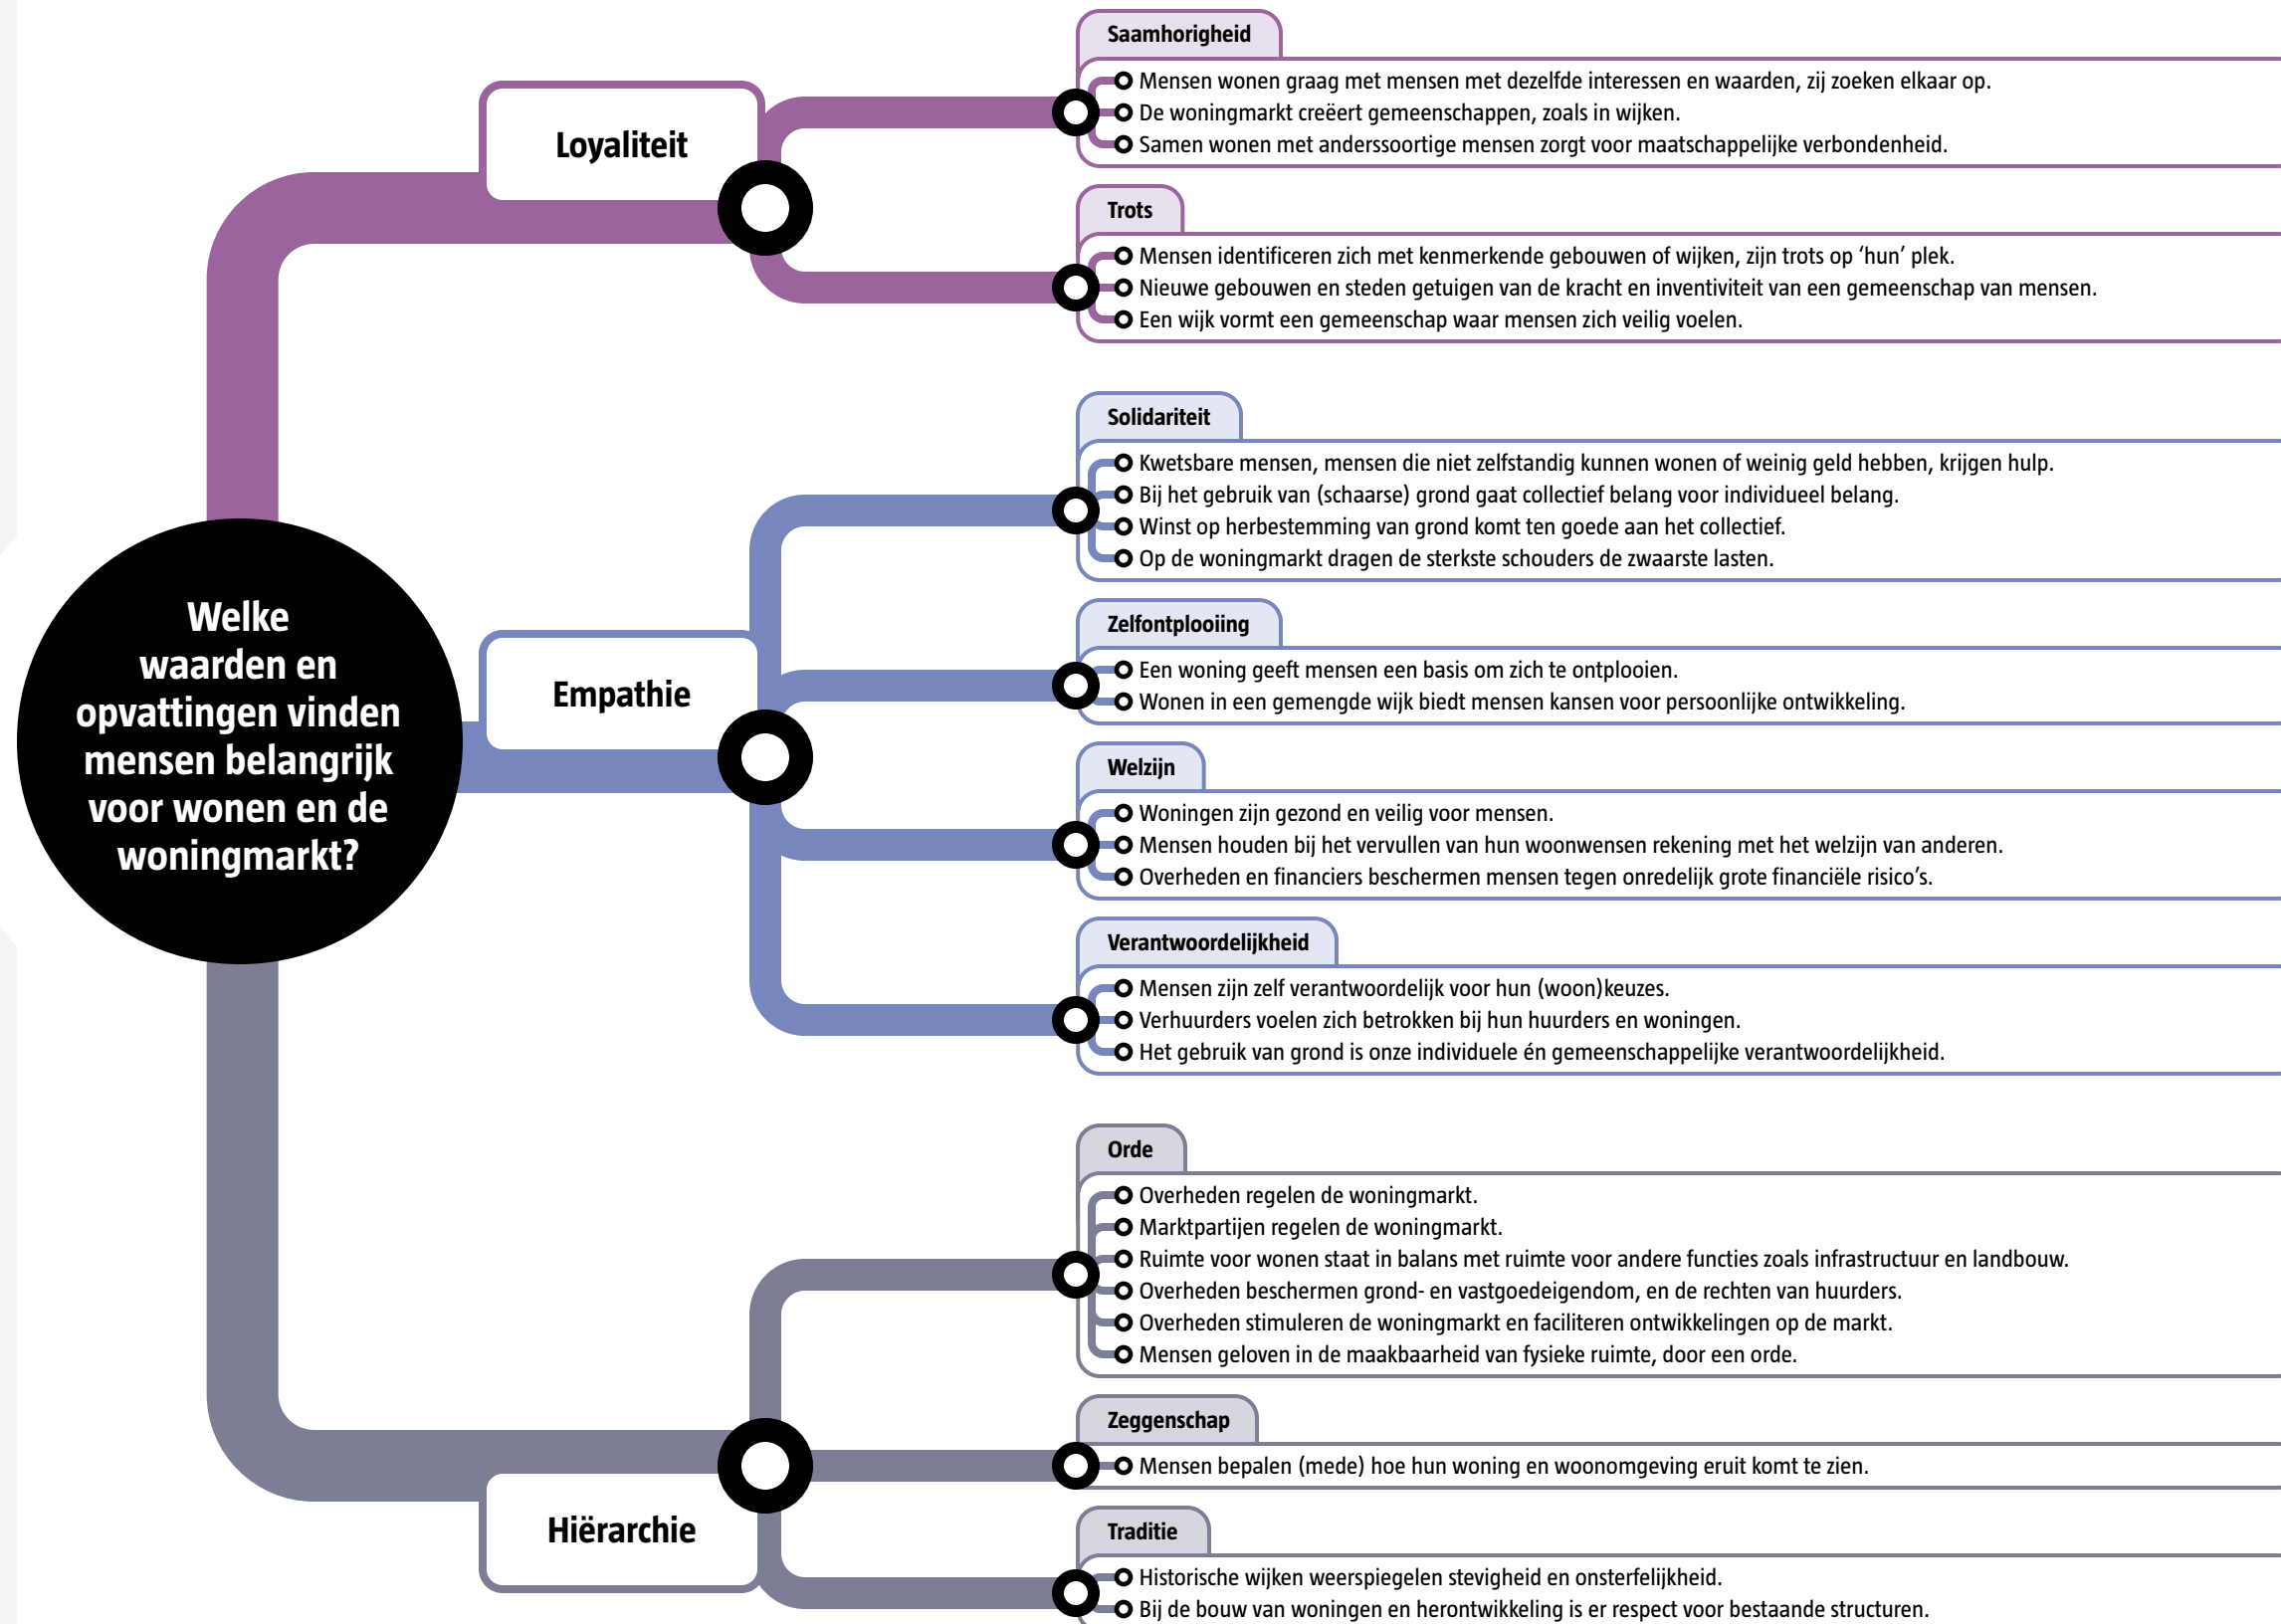 Welke
waarden en
opvattingen vinden
mensen belangrijk
voor wonen en de
woningmarkt?
Loyaliteit
Saamhorigheid
Mensen wonen graag met mensen met dezelfde interessen en waarden, zij zoeken elkaar op.
De woningmarkt creëert gemeenschappen, zoals in wijken.
Samen wonen met anderssoortige mensen zorgt voor maatschappelijke verbondenheid.
Trots
Mensen identificeren zich met kenmerkende gebouwen of wijken, zijn trots op ‘hun’ plek.
Nieuwe gebouwen en steden getuigen van de kracht en inventiviteit van een gemeenschap van mensen.
Een wijk vormt een gemeenschap waar mensen zich veilig voelen.
Empathie
Solidariteit
Kwetsbare mensen, mensen die niet zelfstandig kunnen wonen of weinig geld hebben, krijgen hulp.
Bij het gebruik van (schaarse) grond gaat collectief belang voor individueel belang.
Winst op herbestemming van grond komt ten goede aan het collectief.
Op de woningmarkt dragen de sterkste schouders de zwaarste lasten.
Zelfontplooiing
Een woning geeft mensen een basis om zich te ontplooien.
Wonen in een gemengde wijk biedt mensen kansen voor persoonlijke ontwikkeling.
Welzijn
Woningen zijn gezond en veilig voor mensen.
Mensen houden bij het vervullen van hun woonwensen rekening met het welzijn van anderen.
Overheden en financiers beschermen mensen tegen onredelijk grote financiële risico’s.
Verantwoordelijkheid
Mensen zijn zelf verantwoordelijk voor hun (woon)keuzes.
Verhuurders voelen zich betrokken bij hun huurders en woningen.
Het gebruik van grond is onze individuele én gemeenschappelijke verantwoordelijkheid.
Hiërarchie
Orde
Overheden regelen de woningmarkt.
Marktpartijen regelen de woningmarkt.
Ruimte voor wonen staat in balans met ruimte voor andere functies zoals infrastructuur en landbouw.
Overheden beschermen grond- en vastgoedeigendom, en de rechten van huurders.
Overheden stimuleren de woningmarkt en faciliteren ontwikkelingen op de markt.
Mensen geloven in de maakbaarheid van fysieke ruimte, door een orde.
Zeggenschap
Mensen bepalen (mede) hoe hun woning en woonomgeving eruit komt te zien.
Traditie
Historische wijken weerspiegelen stevigheid en onsterfelijkheid.
Bij de bouw van woningen en herontwikkeling is er respect voor bestaande structuren.